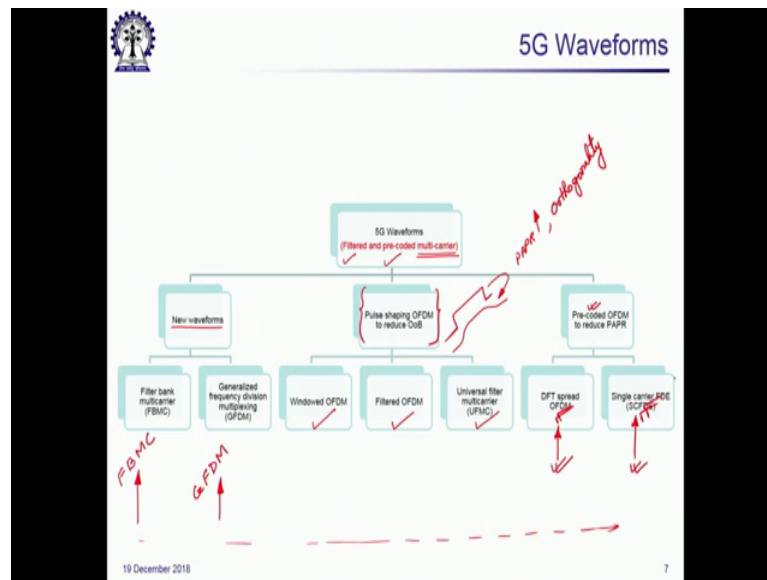 5G Waveforms
PAPR↑, Orthogonality
5G Waveforms
(Filtered and pre-coded multi-carrier)
New waveforms
Pulse shaping OFDM
to reduce OoB
Pre-coded OFDM
to reduce PAPR
Filter bank
multicarrier
(FBMC)
Generalized
frequency division
multiplexing
(GFDM)
Windowed OFDM
Filtered OFDM
Universal filter
multicarrier
(UFMC)
DFT spread
OFDM
Single carrier FDE
(SCFDE)
FBMC
GFDM
19 December 2018
7